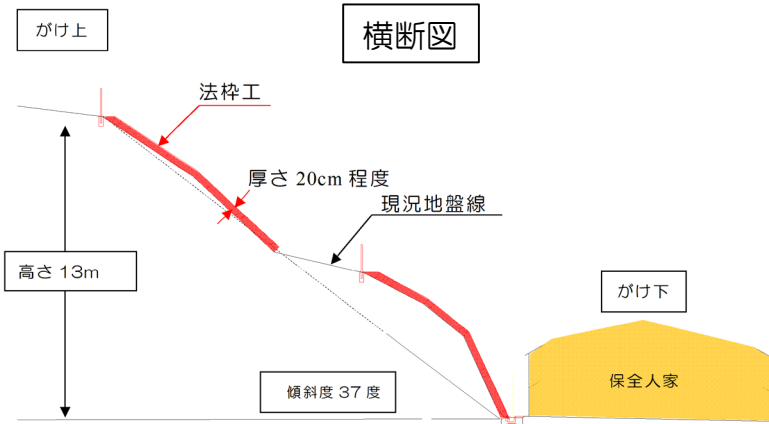 がけ上
横断図
法枠工
厚さ 20cm 程度
現況地盤線
高さ 13m
がけ下
傾斜度 37 度
保全人家